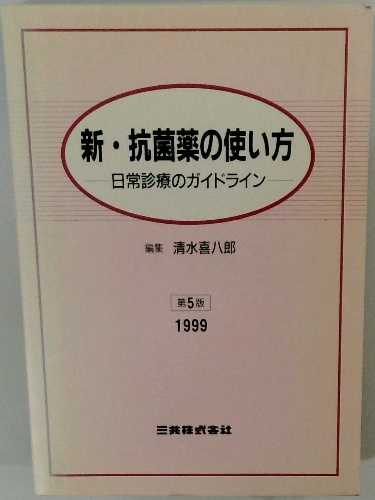 新・抗菌薬の使い方
日常診療のガイドライン
編集 清水喜八郎
第5版
1999
三共株式会社